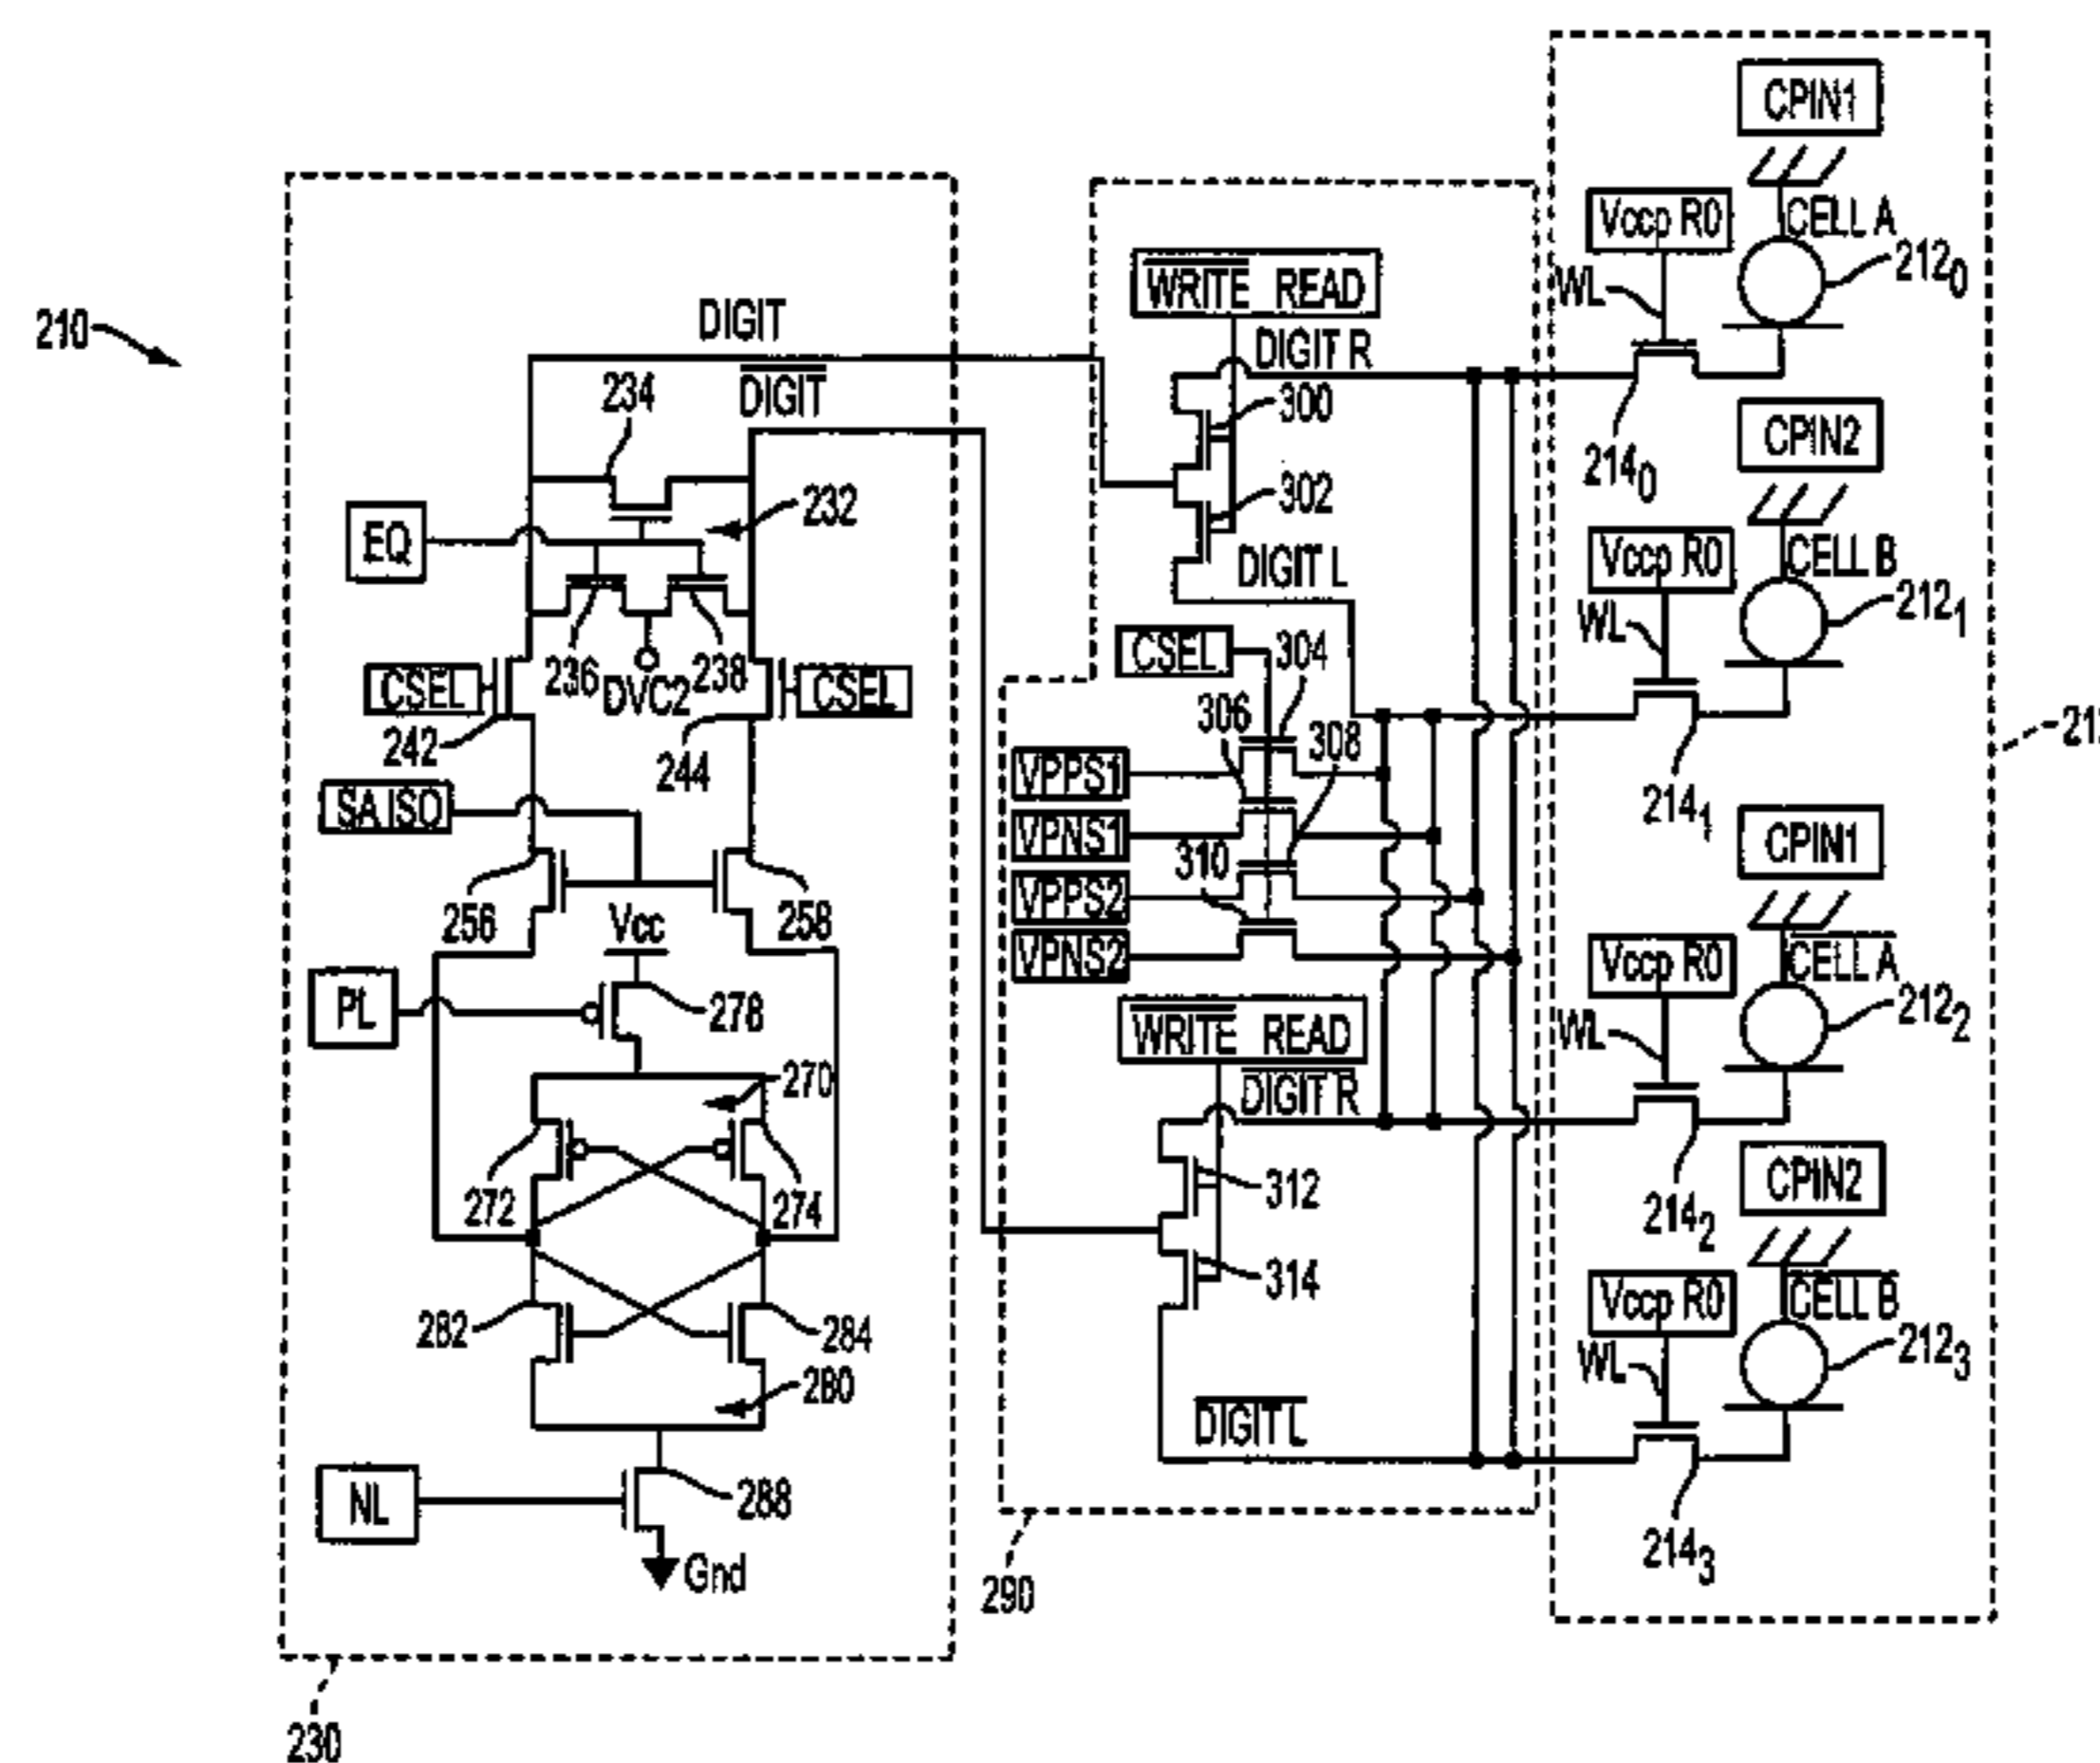 210
DIGIT
DIGIT
234
232
EQ
236
DVC2
238
CSEL
CSEL
242
244
SA ISO
256
258
Vcc
PL
278
270
272
274
282
284
280
NL
288
Gnd
230
WRITE READ
DIGIT R
300
302
DIGIT L
CSEL
304
306
308
VPPS1
VPNS1
310
VPPS2
VPNS2
WRITE READ
DIGIT R
312
314
DIGIT L
290
CPIN1
Vccp R0
CELL A
212₀
WL
214₀
CPIN2
Vccp R0
CELL B
212₁
WL
214₁
CPIN1
Vccp R0
CELL A
212₂
WL
214₂
CPIN2
Vccp R0
CELL B
212₃
WL
214₃